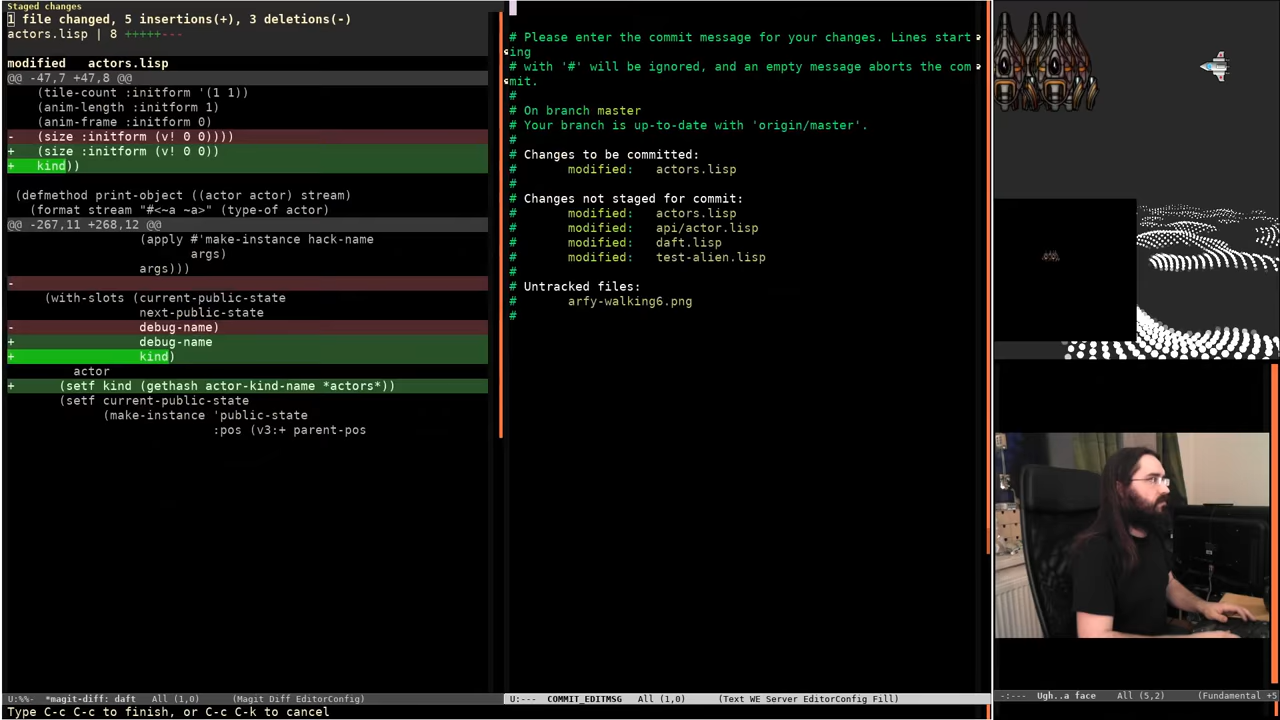 Staged changes
1 file changed, 5 insertions(+), 3 deletions(-)
actors.lisp | 8 +++++---
modified   actors.lisp
@@ -47,7 +47,8 @@
(tile-count :initform '(1 1))
(anim-length :initform 1)
(anim-frame :initform 0)
-   (size :initform (v! 0 0))))
+   (size :initform (v! 0 0))
+   kind))
(defmethod print-object ((actor actor) stream)
(format stream "#<~a ~a>" (type-of actor)
@@ -267,11 +268,12 @@
(apply #'make-instance hack-name
args)
args)))
-
(with-slots (current-public-state
next-public-state
-                 debug-name)
+                 debug-name
+                 kind)
actor
+      (setf kind (gethash actor-kind-name *actors*))
(setf current-public-state
(make-instance 'public-state
:pos (v3:+ parent-pos
U:%%-  *magit-diff: daft   All (1,0)      (Magit Diff EditorConfig)
Type C-c C-c to finish, or C-c C-k to cancel
# Please enter the commit message for your changes. Lines start
ing
# with '#' will be ignored, and an empty message aborts the com
mit.
#
# On branch master
# Your branch is up-to-date with 'origin/master'.
#
# Changes to be committed:
#       modified:   actors.lisp
#
# Changes not staged for commit:
#       modified:   actors.lisp
#       modified:   api/actor.lisp
#       modified:   daft.lisp
#       modified:   test-alien.lisp
#
# Untracked files:
#       arfy-walking6.png
#
U:---  COMMIT_EDITMSG   All (1,0)      (Text WE Server EditorConfig Fill)
-:---  Ugh..a face   All (5,2)      (Fundamental +5